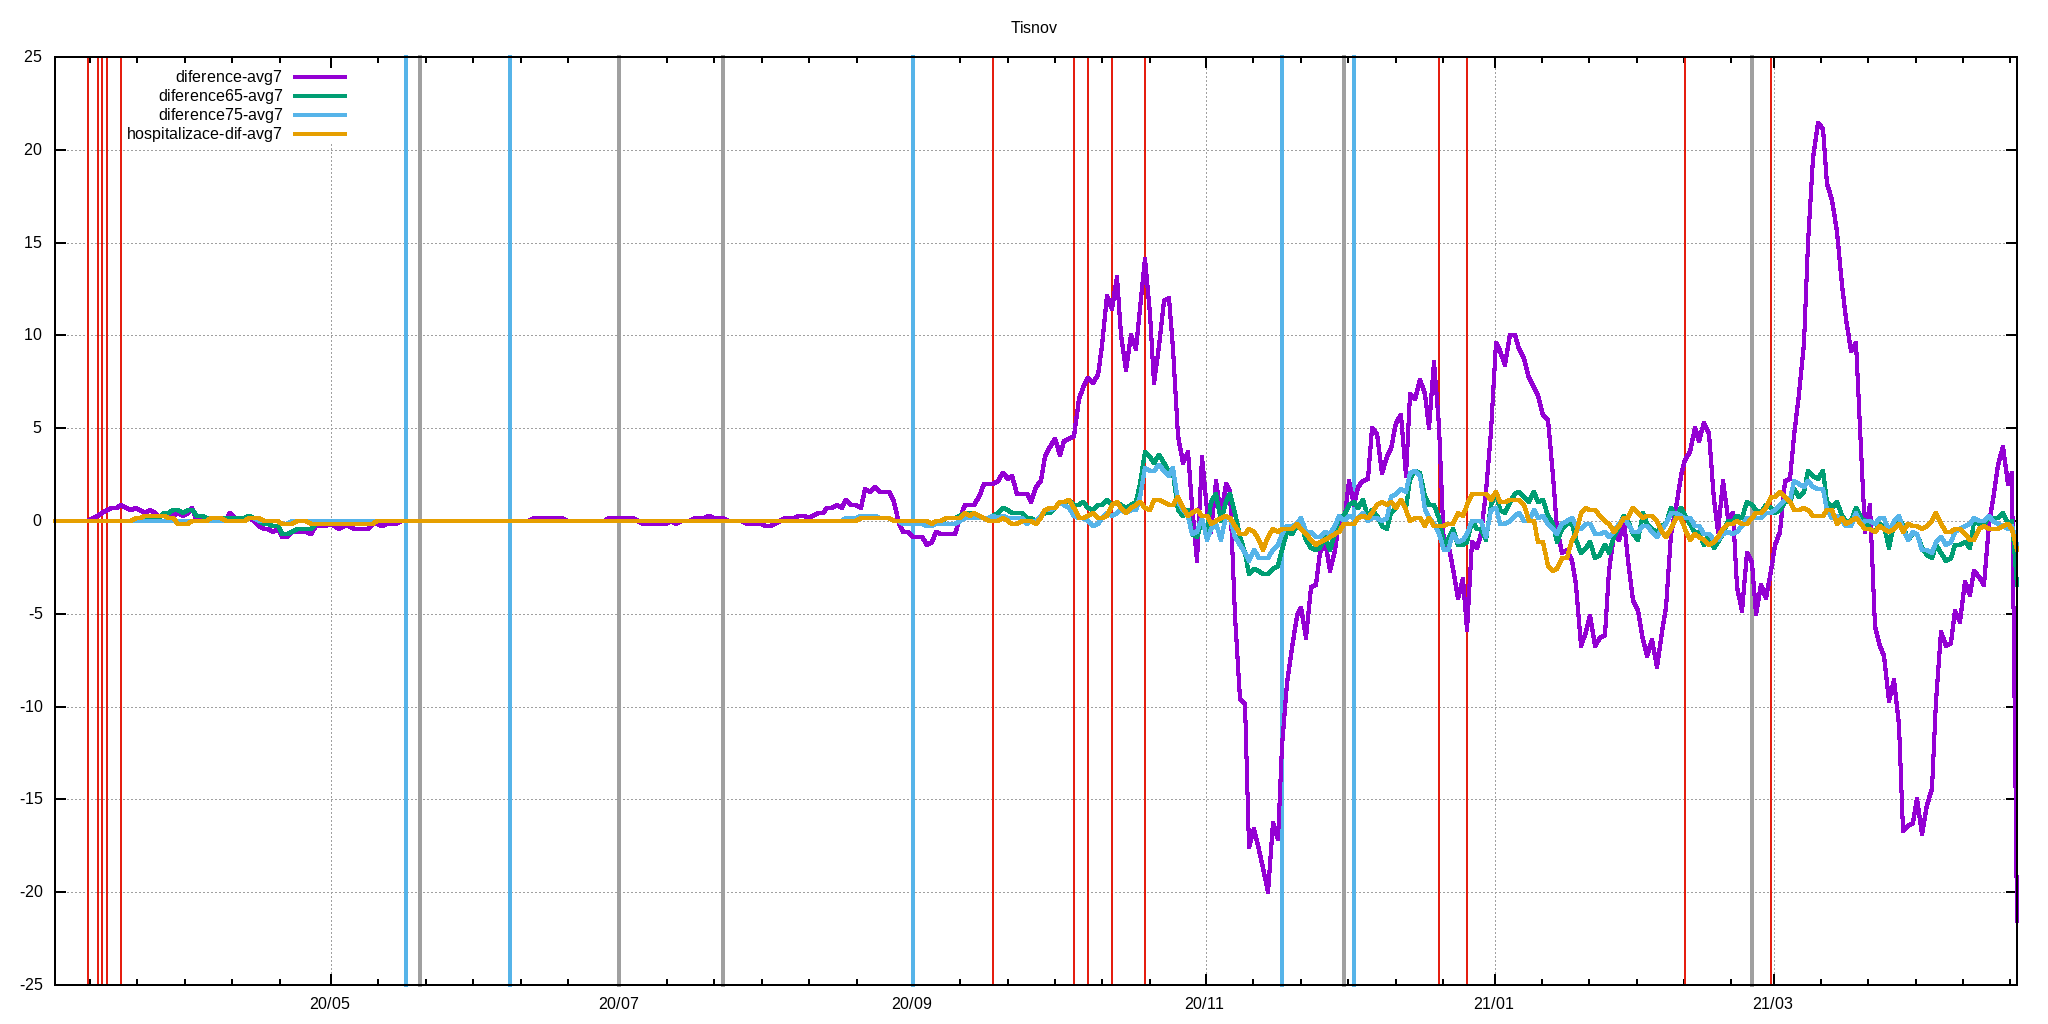 Tisnov
25
diference-avg7
diference65-avg7
diference75-avg7
hospitalizace-dif-avg7
20
15
10
5
0
-5
-10
-15
-20
-25
20/05 20/07 20/09 20/11 21/01 21/03